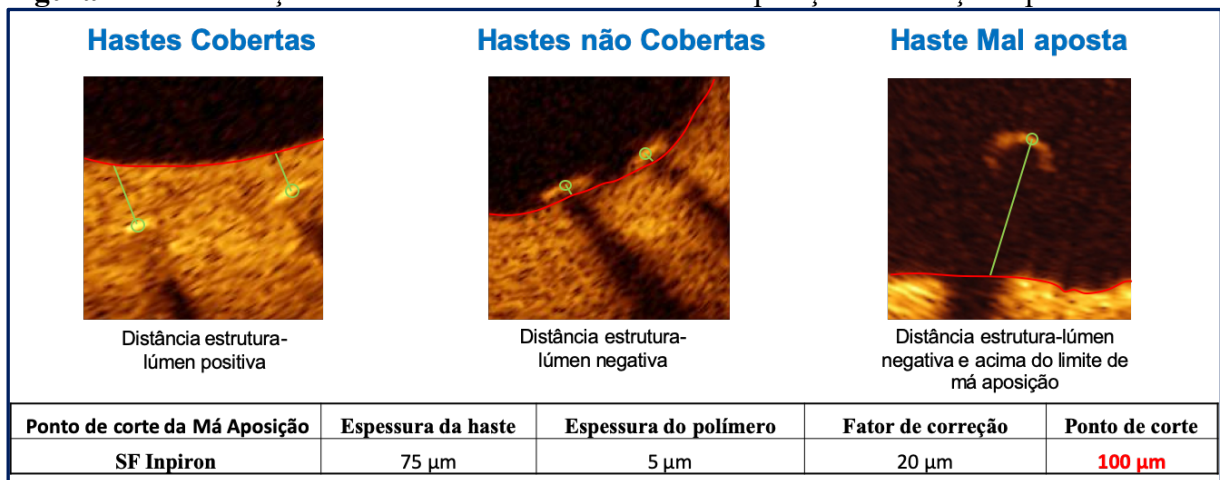 Hastes Cobertas
Hastes não Cobertas
Haste Mal aposta
Distância estrutura-
lúmen positiva
Distância estrutura-
lúmen negativa
Distância estrutura-lúmen
negativa e acima do limite de
má aposição
Ponto de corte da Má Aposição Espessura da haste Espessura do polímero Fator de correção Ponto de corte
SF Inpiron 75 µm 5 µm 20 µm 100 µm